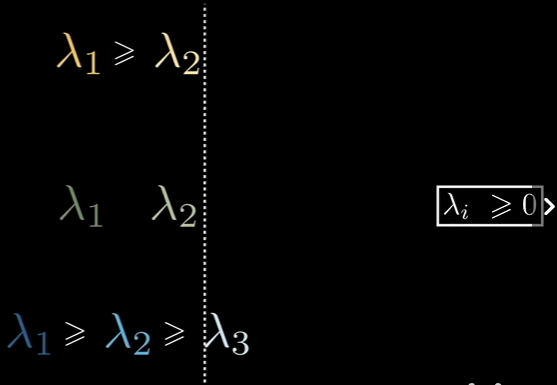 λ₁ ⩾ λ₂
λ₁ λ₂
λᵢ ⩾ 0
λ₁ ⩾ λ₂ ⩾ λ₃